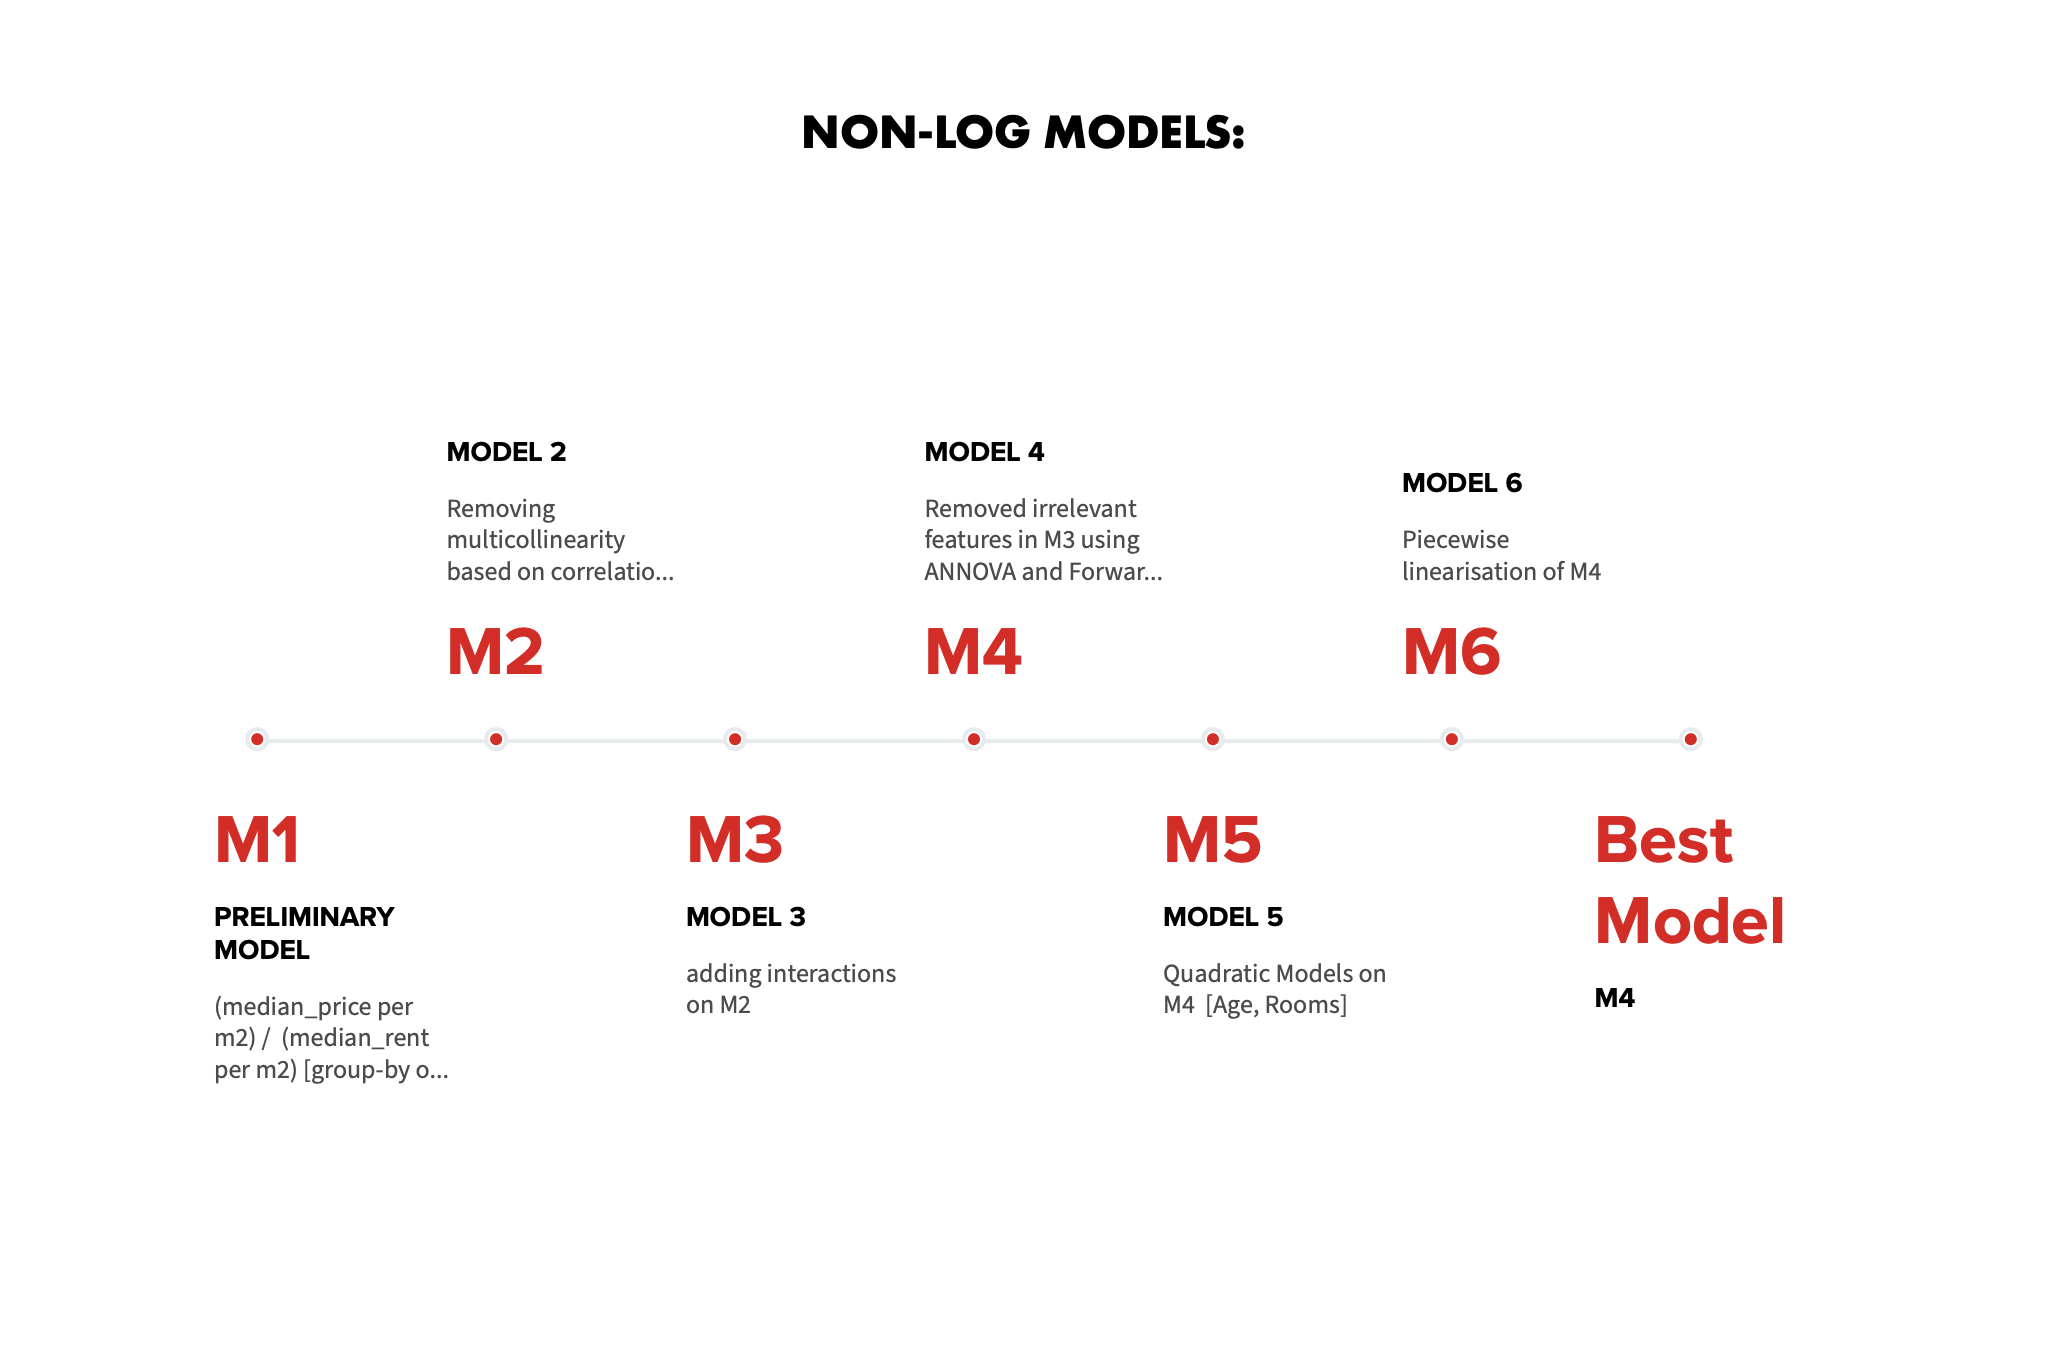 NON-LOG MODELS:
MODEL 2
Removing
multicollinearity
based on correlatio...
M2
MODEL 4
Removed irrelevant
features in M3 using
ANNOVA and Forwar...
M4
MODEL 6
Piecewise
linearisation of M4
M6
M1
PRELIMINARY
MODEL
(median_price per
m2) / (median_rent
per m2) [group-by o...
M3
MODEL 3
adding interactions
on M2
M5
MODEL 5
Quadratic Models on
M4 [Age, Rooms]
Best
Model
M4